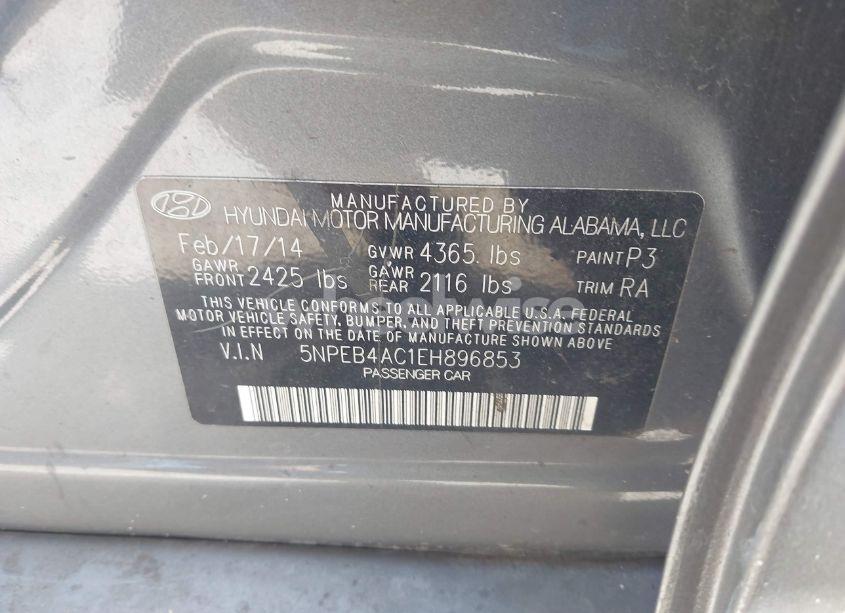 MANUFACTURED BY
HYUNDAI MOTOR MANUFACTURING ALABAMA, LLC
Feb/17/14 GVWR 4365 lbs PAINT P3
GAWR FRONT 2425 lbs GAWR REAR 2116 lbs TRIM RA
THIS VEHICLE CONFORMS TO ALL APPLICABLE U.S.A. FEDERAL
MOTOR VEHICLE SAFETY, BUMPER, AND THEFT PREVENTION STANDARDS
IN EFFECT ON THE DATE OF MANUFACTURE SHOWN ABOVE
V.I.N 5NPEB4AC1EH896853
PASSENGER CAR